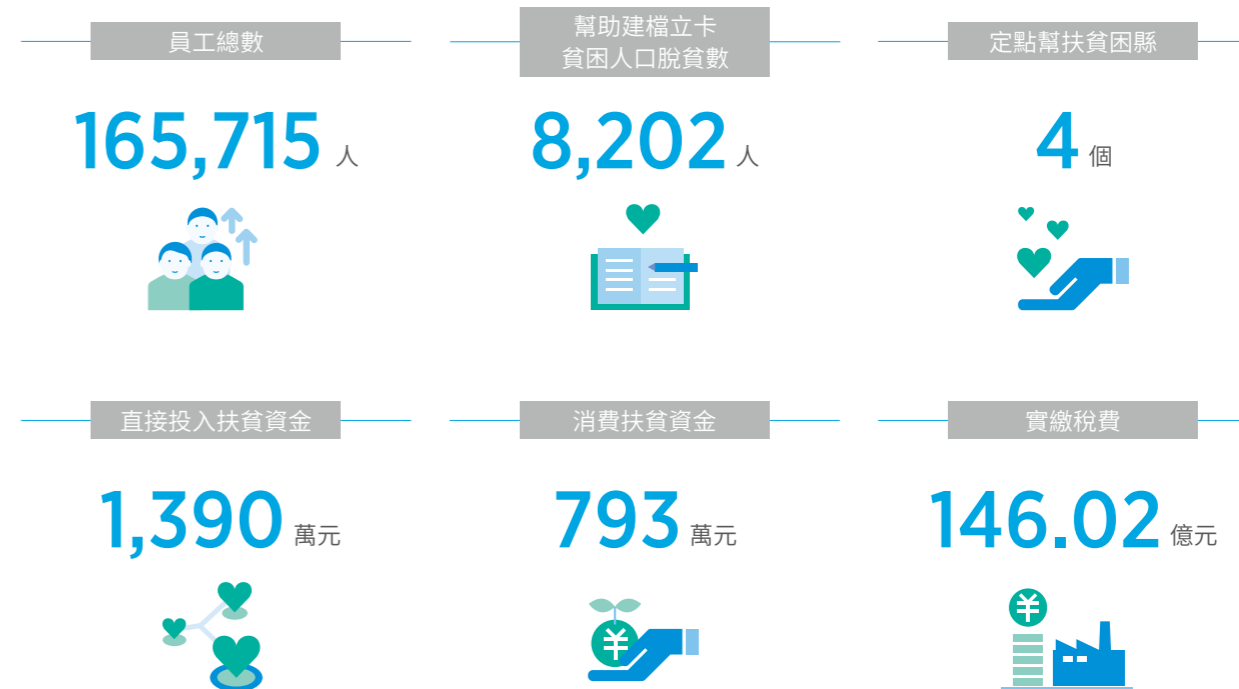 員工總數
165,715 人
幫助建檔立卡
貧困人口脫貧數
8,202 人
定點幫扶貧困縣
4 個
直接投入扶貧資金
1,390 萬元
消費扶貧資金
793 萬元
實繳稅費
146.02 億元